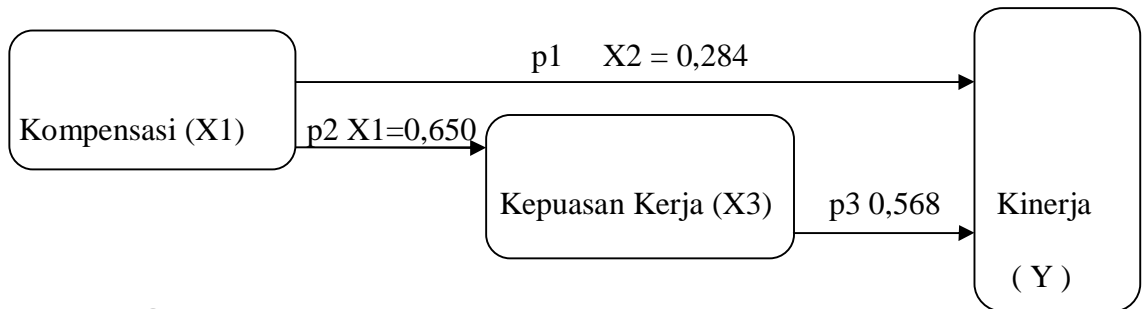 p1 X2 = 0,284
Kompensasi (X1)
p2 X1=0,650
Kepuasan Kerja (X3)
p3 0,568
Kinerja
( Y )